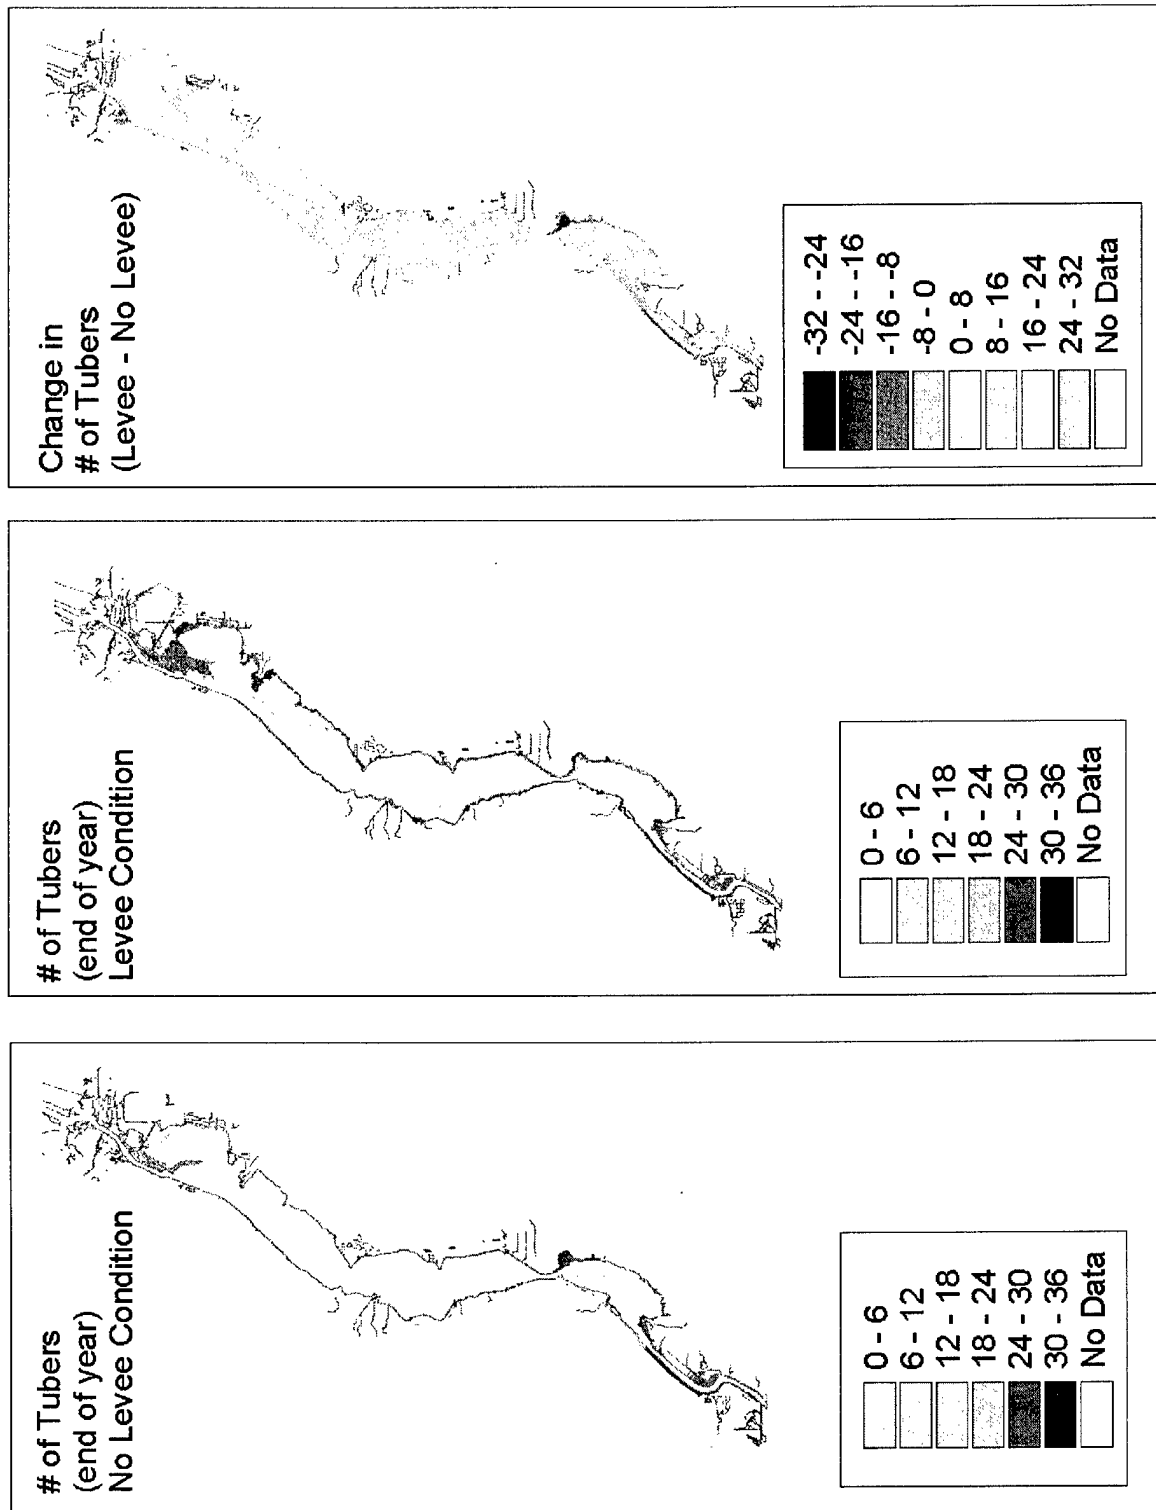 # of Tubers
(end of year)
No Levee Condition
0 - 6
6 - 12
12 - 18
18 - 24
24 - 30
30 - 36
No Data
# of Tubers
(end of year)
Levee Condition
0 - 6
6 - 12
12 - 18
18 - 24
24 - 30
30 - 36
No Data
Change in
# of Tubers
(Levee - No Levee)
-32 - -24
-24 - -16
-16 - -8
-8 - 0
0 - 8
8 - 16
16 - 24
24 - 32
No Data